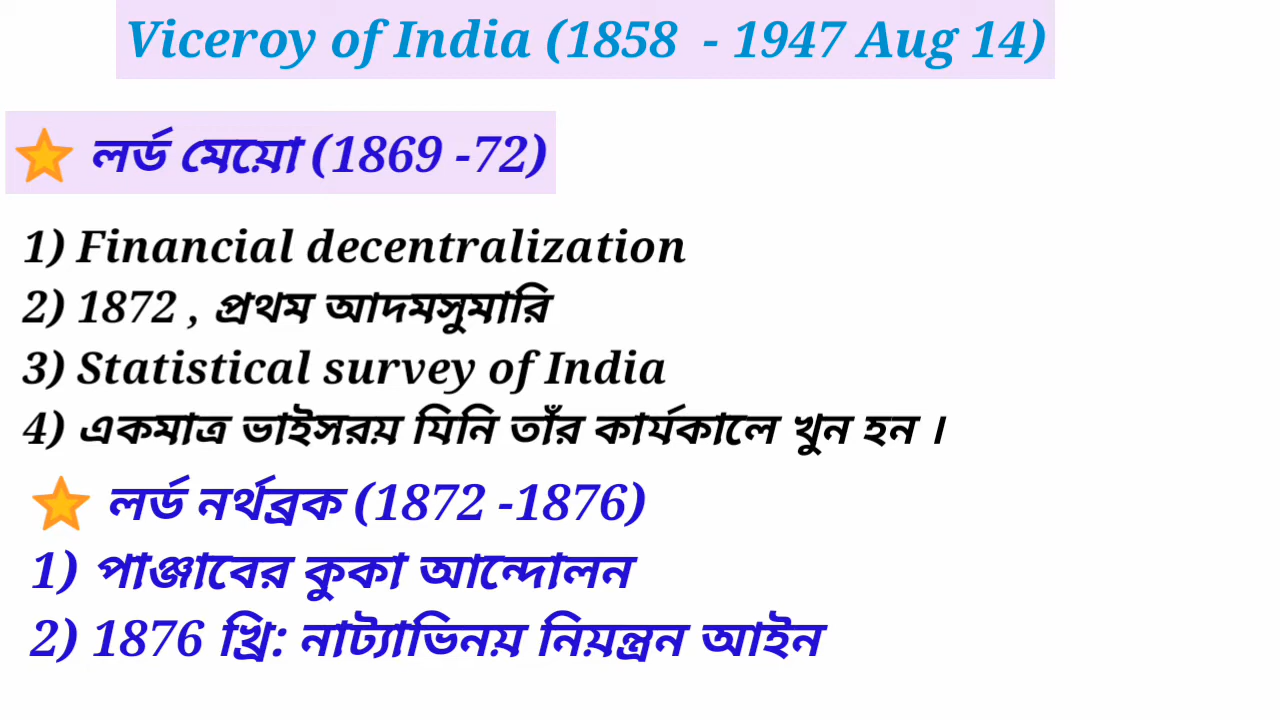 Viceroy of India (1858 - 1947 Aug 14)
⭐ লর্ড মেয়ো (1869 -72)
1) Financial decentralization
2) 1872 , প্রথম আদমসুমারি
3) Statistical survey of India
4) একমাত্র ভাইসরয় যিনি তাঁর কার্যকালে খুন হন ।
⭐ লর্ড নর্থব্রক (1872 -1876)
1) পাঞ্জাবের কুকা আন্দোলন
2) 1876 খ্রি: নাট্যাভিনয় নিয়ন্ত্রন আইন